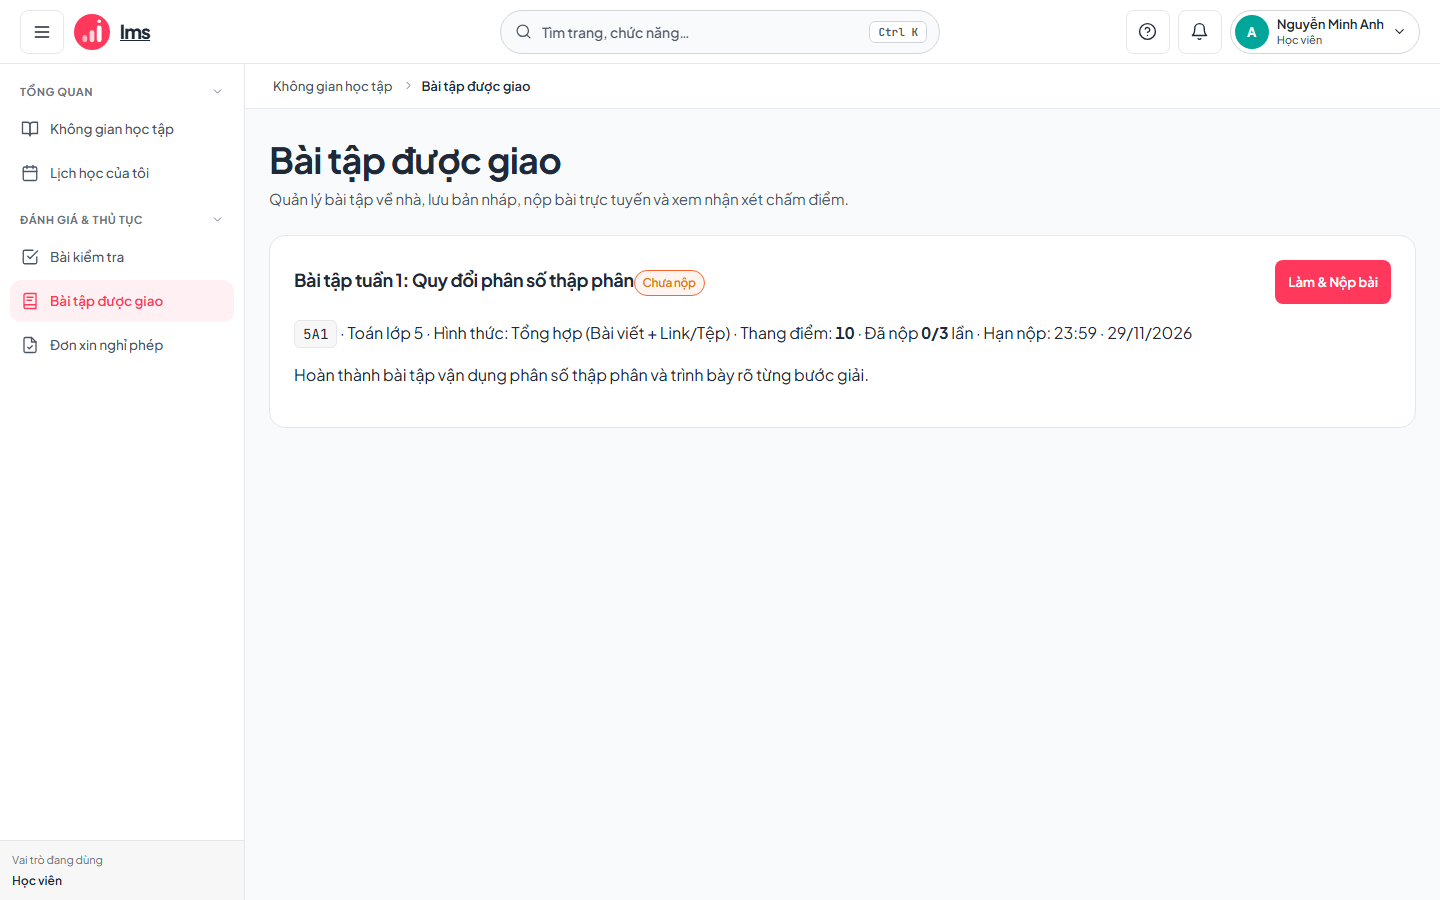 lms
Tìm trang, chức năng...
Ctrl K
A
Nguyễn Minh Anh
Học viên
TỔNG QUAN
Không gian học tập
Lịch học của tôi
ĐÁNH GIÁ & THỦ TỤC
Bài kiểm tra
Bài tập được giao
Đơn xin nghỉ phép
Vai trò đang dùng
Học viên
Không gian học tập > Bài tập được giao
Bài tập được giao
Quản lý bài tập về nhà, lưu bản nháp, nộp bài trực tuyến và xem nhận xét chấm điểm.
Bài tập tuần 1: Quy đổi phân số thập phân Chưa nộp
Làm & Nộp bài
5A1 · Toán lớp 5 · Hình thức: Tổng hợp (Bài viết + Link/Tệp) · Thang điểm: 10 · Đã nộp 0/3 lần · Hạn nộp: 23:59 · 29/11/2026
Hoàn thành bài tập vận dụng phân số thập phân và trình bày rõ từng bước giải.